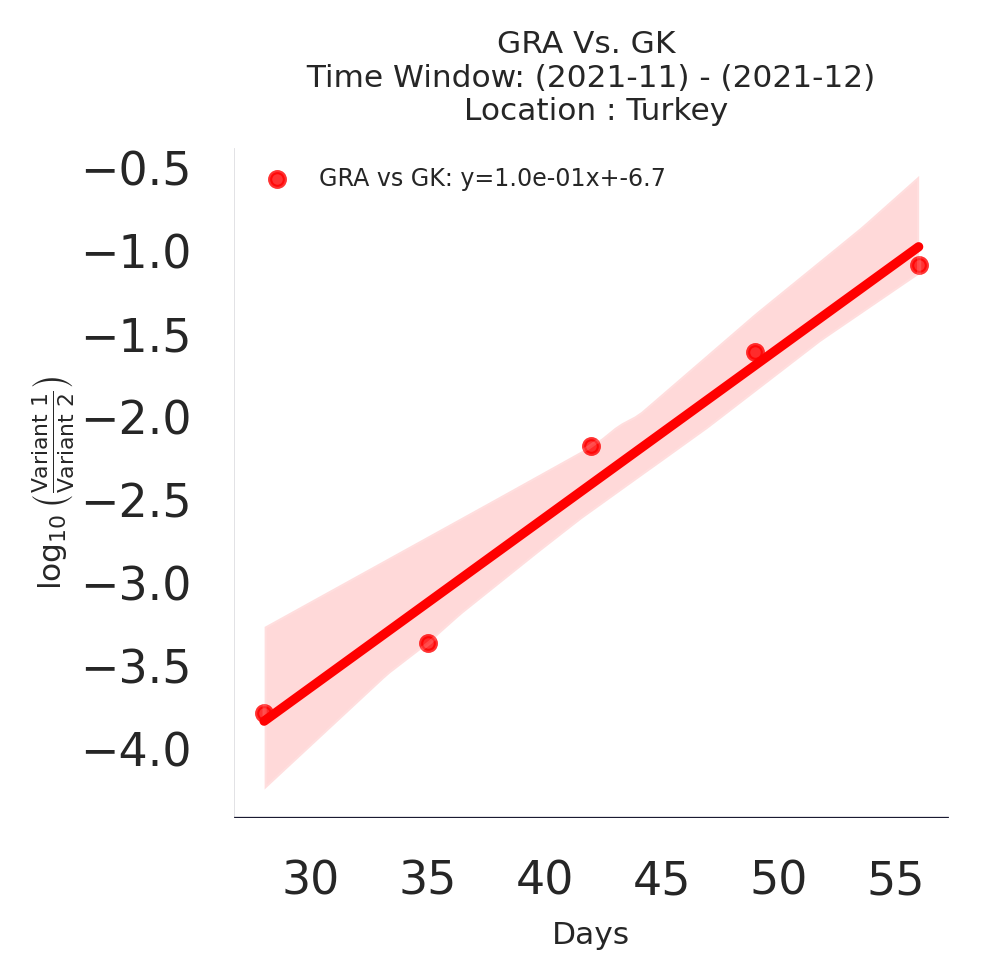 GRA Vs. GK
Time Window: (2021-11) - (2021-12)
Location : Turkey
GRA vs GK: y=1.0e-01x+-6.7
−0.5
−1.0
−1.5
−2.0
−2.5
−3.0
−3.5
−4.0
log10 (Variant 1 / Variant 2)
30 35 40 45 50 55
Days